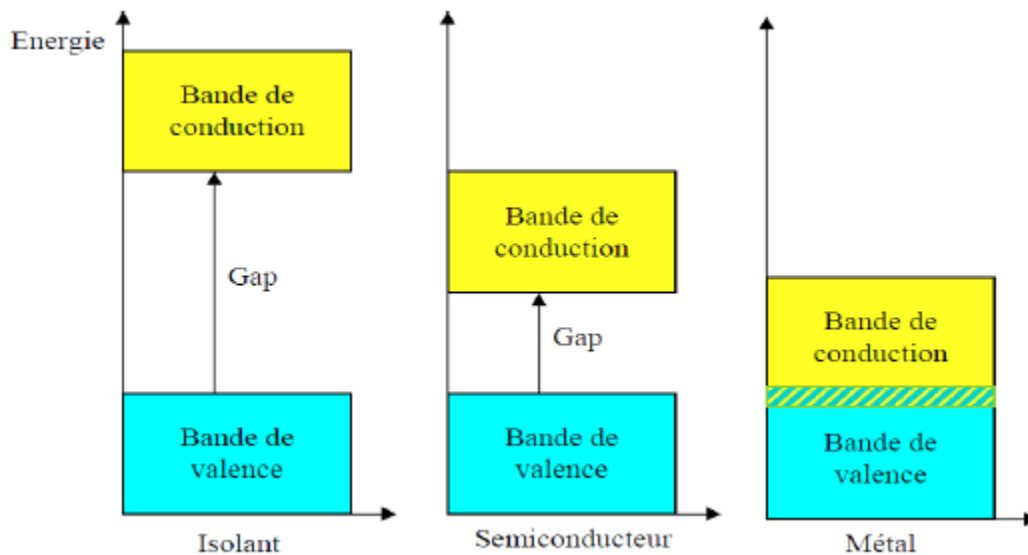 Energie
Bande de
conduction
Gap
Bande de
valence
Isolant
Bande de
conduction
Gap
Bande de
valence
Semiconducteur
Bande de
conduction
Bande de
valence
Métal